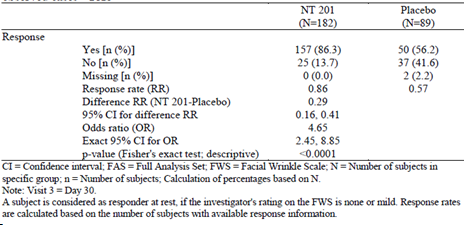 NT 201 Placebo
(N=182) (N=89)
Response
Yes [n (%)] 157 (86.3) 50 (56.2)
No [n (%)] 25 (13.7) 37 (41.6)
Missing [n (%)] 0 (0.0) 2 (2.2)
Response rate (RR) 0.86 0.57
Difference RR (NT 201-Placebo) 0.29
95% CI for difference RR 0.16, 0.41
Odds ratio (OR) 4.65
Exact 95% CI for OR 2.45, 8.85
p-value (Fisher's exact test; descriptive) <0.0001
CI = Confidence interval; FAS = Full Analysis Set; FWS = Facial Wrinkle Scale; N = Number of subjects in
specific group; n = Number of subjects; Calculation of percentages based on N.
Note: Visit 3 = Day 30.
A subject is considered as responder at rest, if the investigator's rating on the FWS is none or mild. Response rates
are calculated based on the number of subjects with available response information.